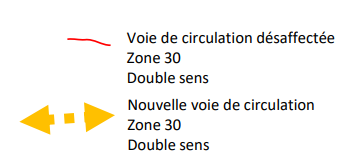 Voie de circulation désaffectée
Zone 30
Double sens
Nouvelle voie de circulation
Zone 30
Double sens